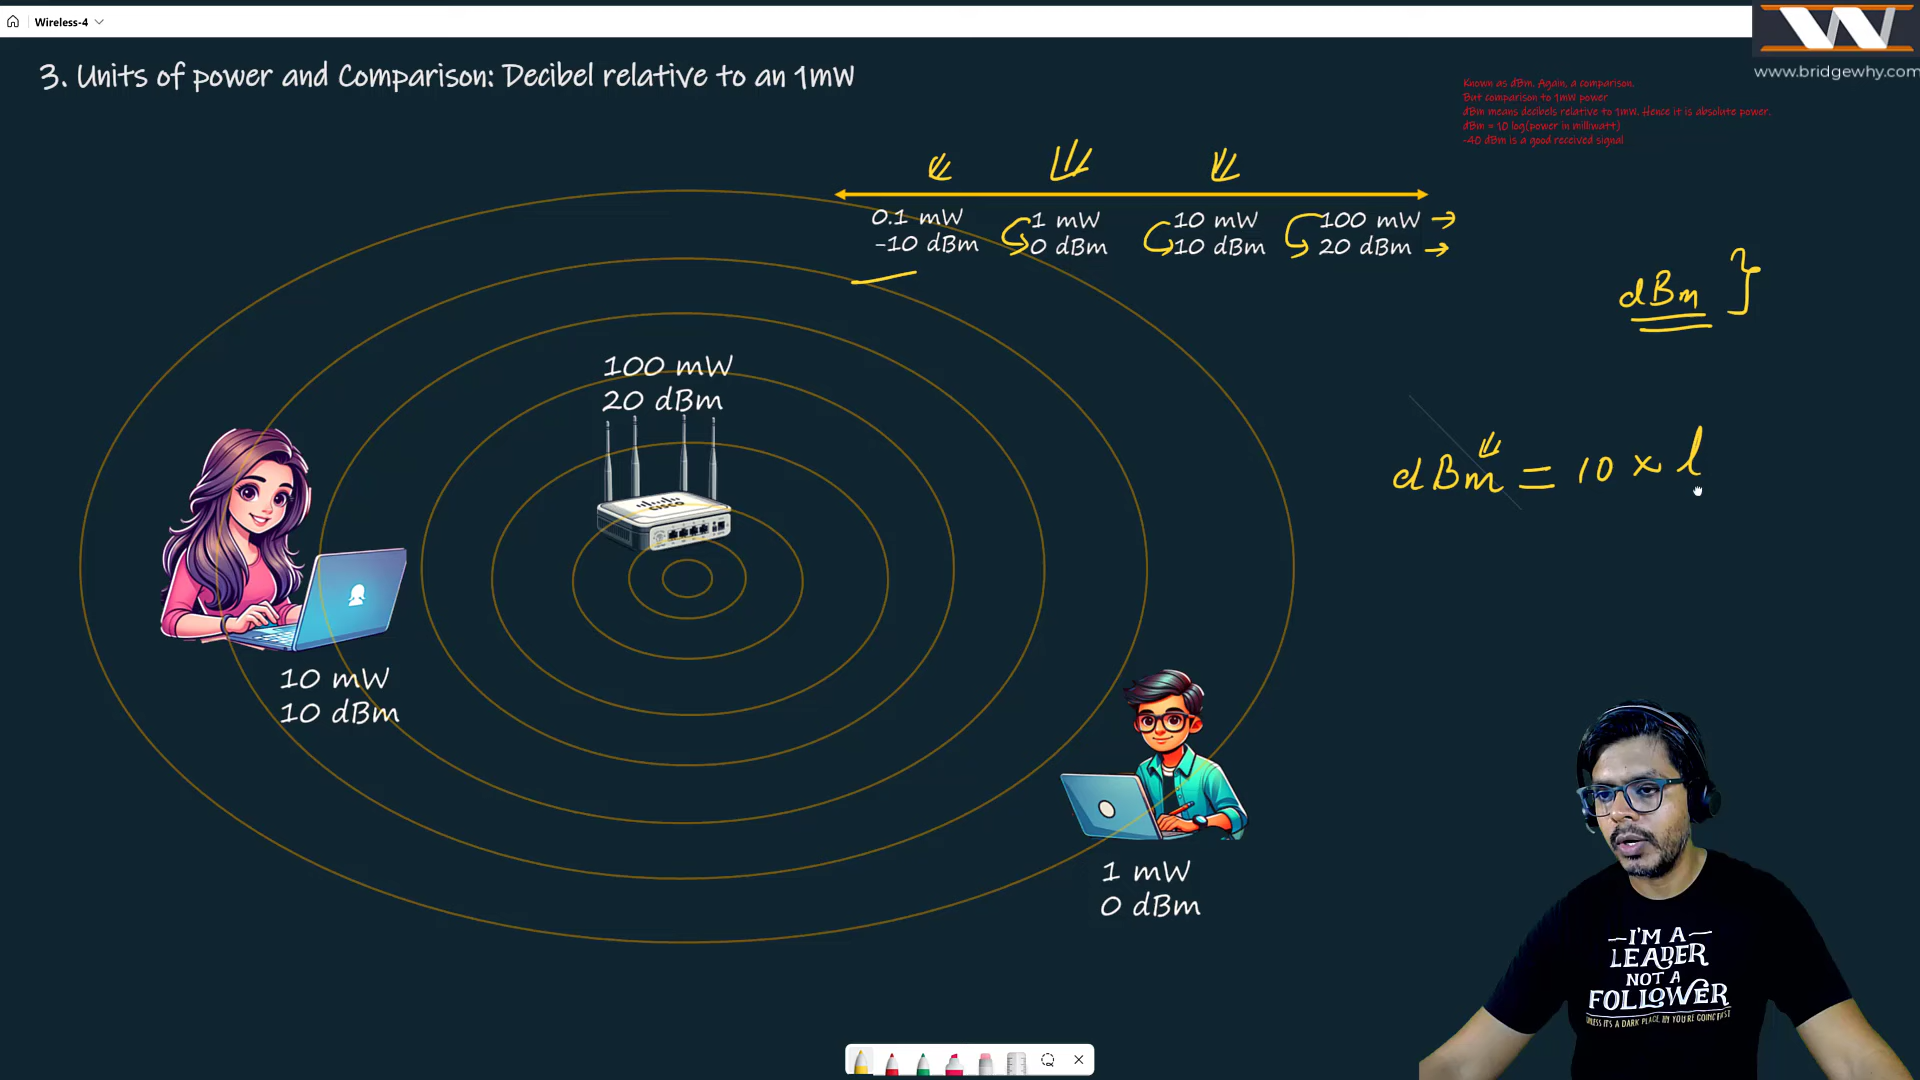 Wireless-4
www.bridgewhy.com
3. Units of power and Comparison: Decibel relative to an 1mW
Known as dBm. Again, a comparison.
But comparison to 1mW power
dBm means decibels relative to 1mW. Hence it is absolute power.
dBm = 10 log(power in milliwatt)
-40 dBm is a good received signal
0.1 mW
-10 dBm
1 mW
0 dBm
10 mW
10 dBm
100 mW
20 dBm
dBm }
dBm = 10 × l
100 mW
20 dBm
CISCO
10 mW
10 dBm
1 mW
0 dBm
I'M A
LEADER
NOT A
FOLLOWER